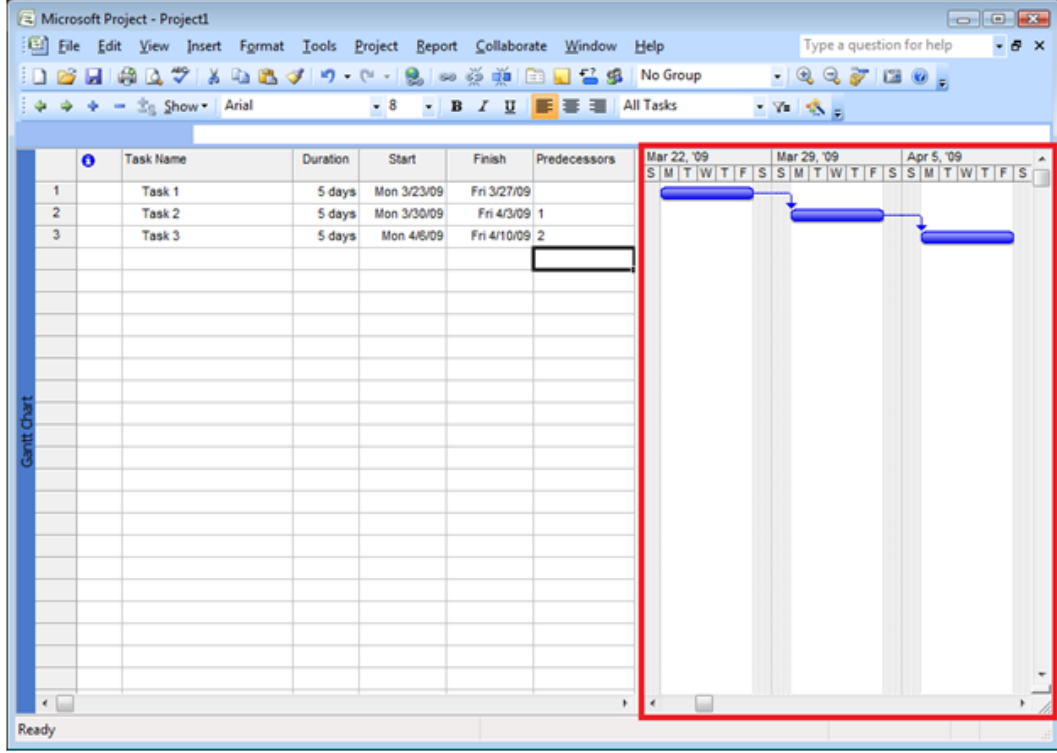 Microsoft Project - Project1
File Edit View Insert Format Tools Project Report Collaborate Window Help Type a question for help
No Group
Show Arial 8 B I U All Tasks
Task Name Duration Start Finish Predecessors Mar 22, '09 Mar 29, '09 Apr 5, '09
S M T W T F S S M T W T F S S M T W T F S
1 Task 1 5 days Mon 3/23/09 Fri 3/27/09
2 Task 2 5 days Mon 3/30/09 Fri 4/3/09 1
3 Task 3 5 days Mon 4/6/09 Fri 4/10/09 2
Gantt Chart
Ready